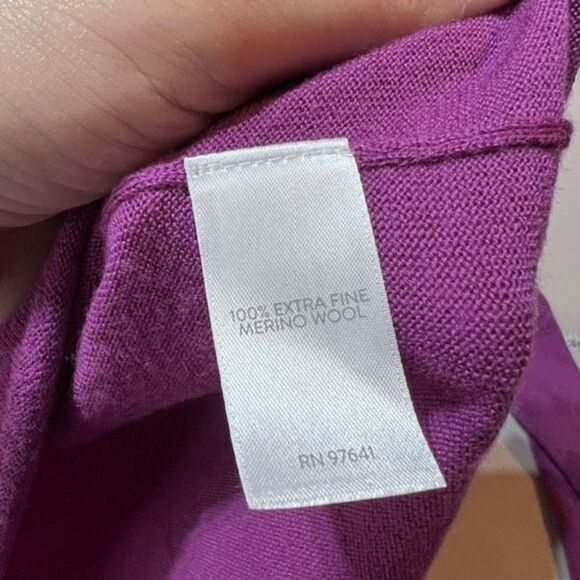 100% EXTRA FINE
MERINO WOOL
RN 97641